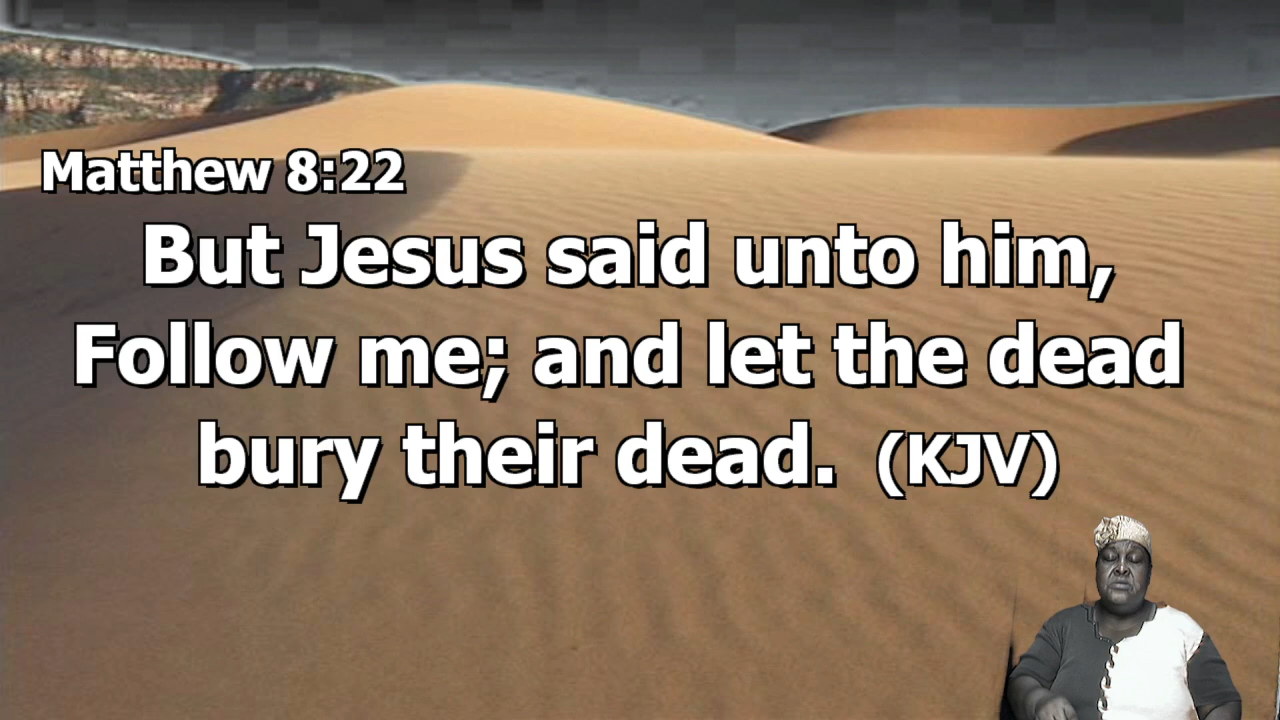 Matthew 8:22
But Jesus said unto him,
Follow me; and let the dead
bury their dead. (KJV)